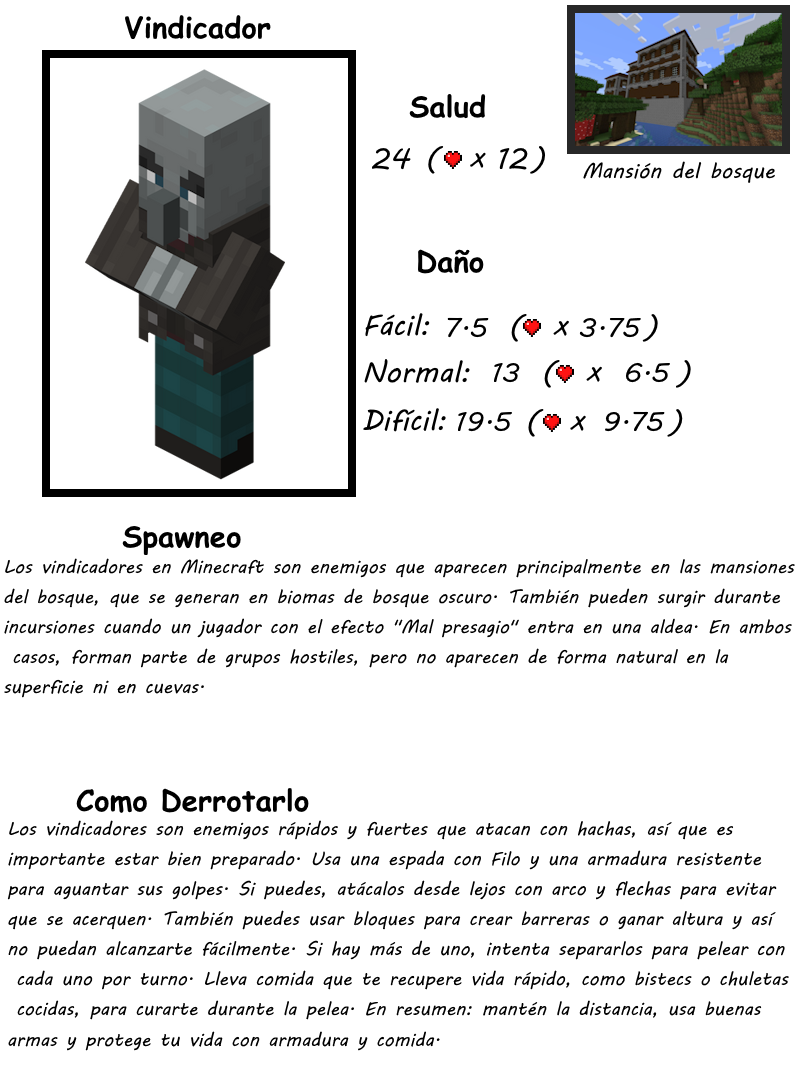 Vindicador
Salud
24 (❤ x 12)
Mansión del bosque
Daño
Fácil: 7.5 (❤ x 3.75)
Normal: 13 (❤ x 6.5)
Difícil: 19.5 (❤ x 9.75)
Spawneo
Los vindicadores en Minecraft son enemigos que aparecen principalmente en las mansiones
del bosque, que se generan en biomas de bosque oscuro. También pueden surgir durante
incursiones cuando un jugador con el efecto "Mal presagio" entra en una aldea. En ambos
casos, forman parte de grupos hostiles, pero no aparecen de forma natural en la
superficie ni en cuevas.
Como Derrotarlo
Los vindicadores son enemigos rápidos y fuertes que atacan con hachas, así que es
importante estar bien preparado. Usa una espada con Filo y una armadura resistente
para aguantar sus golpes. Si puedes, atácalos desde lejos con arco y flechas para evitar
que se acerquen. También puedes usar bloques para crear barreras o ganar altura y así
no puedan alcanzarte fácilmente. Si hay más de uno, intenta separarlos para pelear con
cada uno por turno. Lleva comida que te recupere vida rápido, como bistecs o chuletas
cocidas, para curarte durante la pelea. En resumen: mantén la distancia, usa buenas
armas y protege tu vida con armadura y comida.